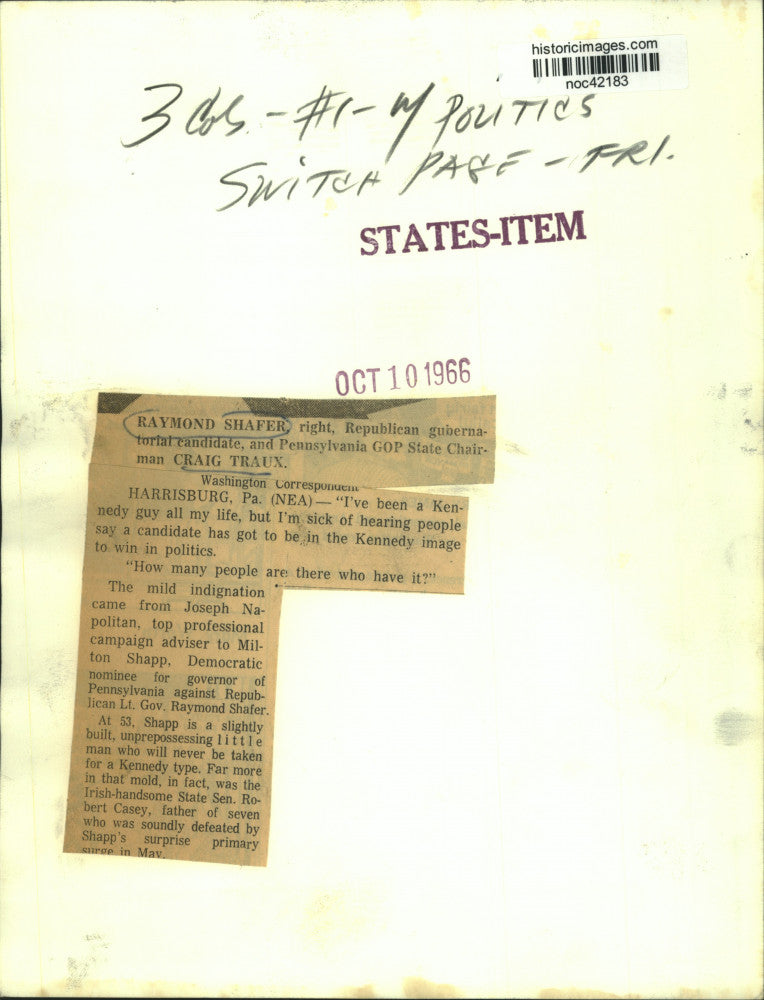 historicimages.com
noc42183
3 Cols - #1 - w/ POLITICS
SWITCH PAGE - FRI.
STATES-ITEM
OCT 10 1966
RAYMOND SHAFER, right, Republican guberna-
torial candidate, and Pennsylvania GOP State Chair-
man CRAIG TRAUX.
Washington Correspondent
HARRISBURG, Pa. (NEA) — “I've been a Ken-
nedy guy all my life, but I'm sick of hearing people
say a candidate has got to be in the Kennedy image
to win in politics.
“How many people are there who have it?”
The mild indignation
came from Joseph Na-
politan, top professional
campaign adviser to Mil-
ton Shapp, Democratic
nominee for governor of
Pennsylvania against Repub-
lican Lt. Gov. Raymond Shafer.
At 53, Shapp is a slightly
built, unprepossessing little
man who will never be taken
for a Kennedy type. Far more
in that mold, in fact, was the
Irish-handsome State Sen. Ro-
bert Casey, father of seven
who was soundly defeated by
Shapp's surprise primary
surge in May.